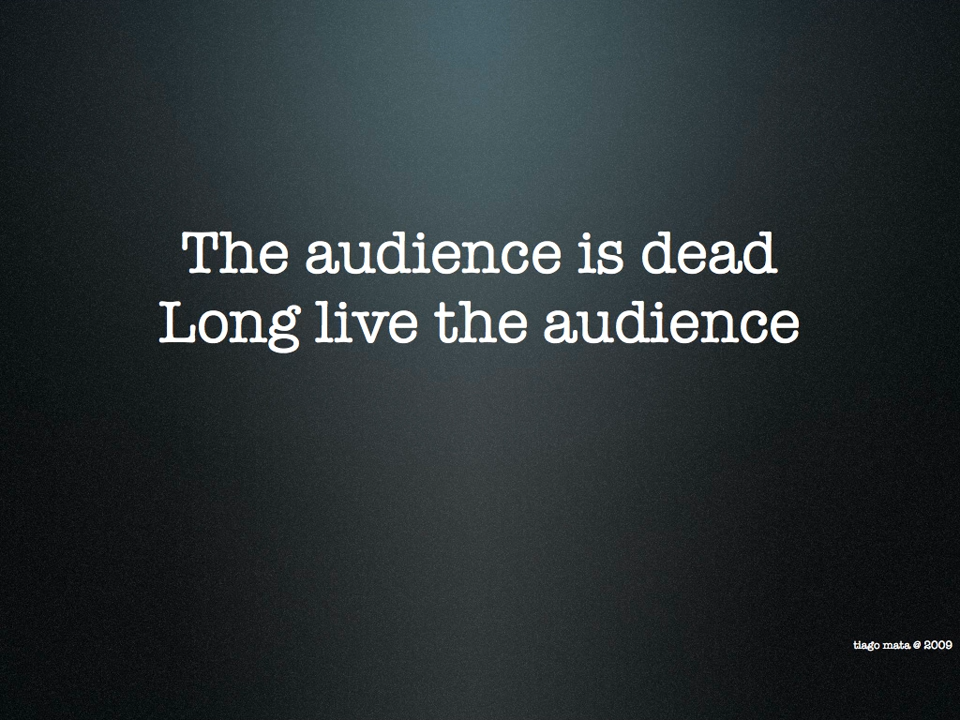 The audience is dead
Long live the audience
tiago mata @ 2009